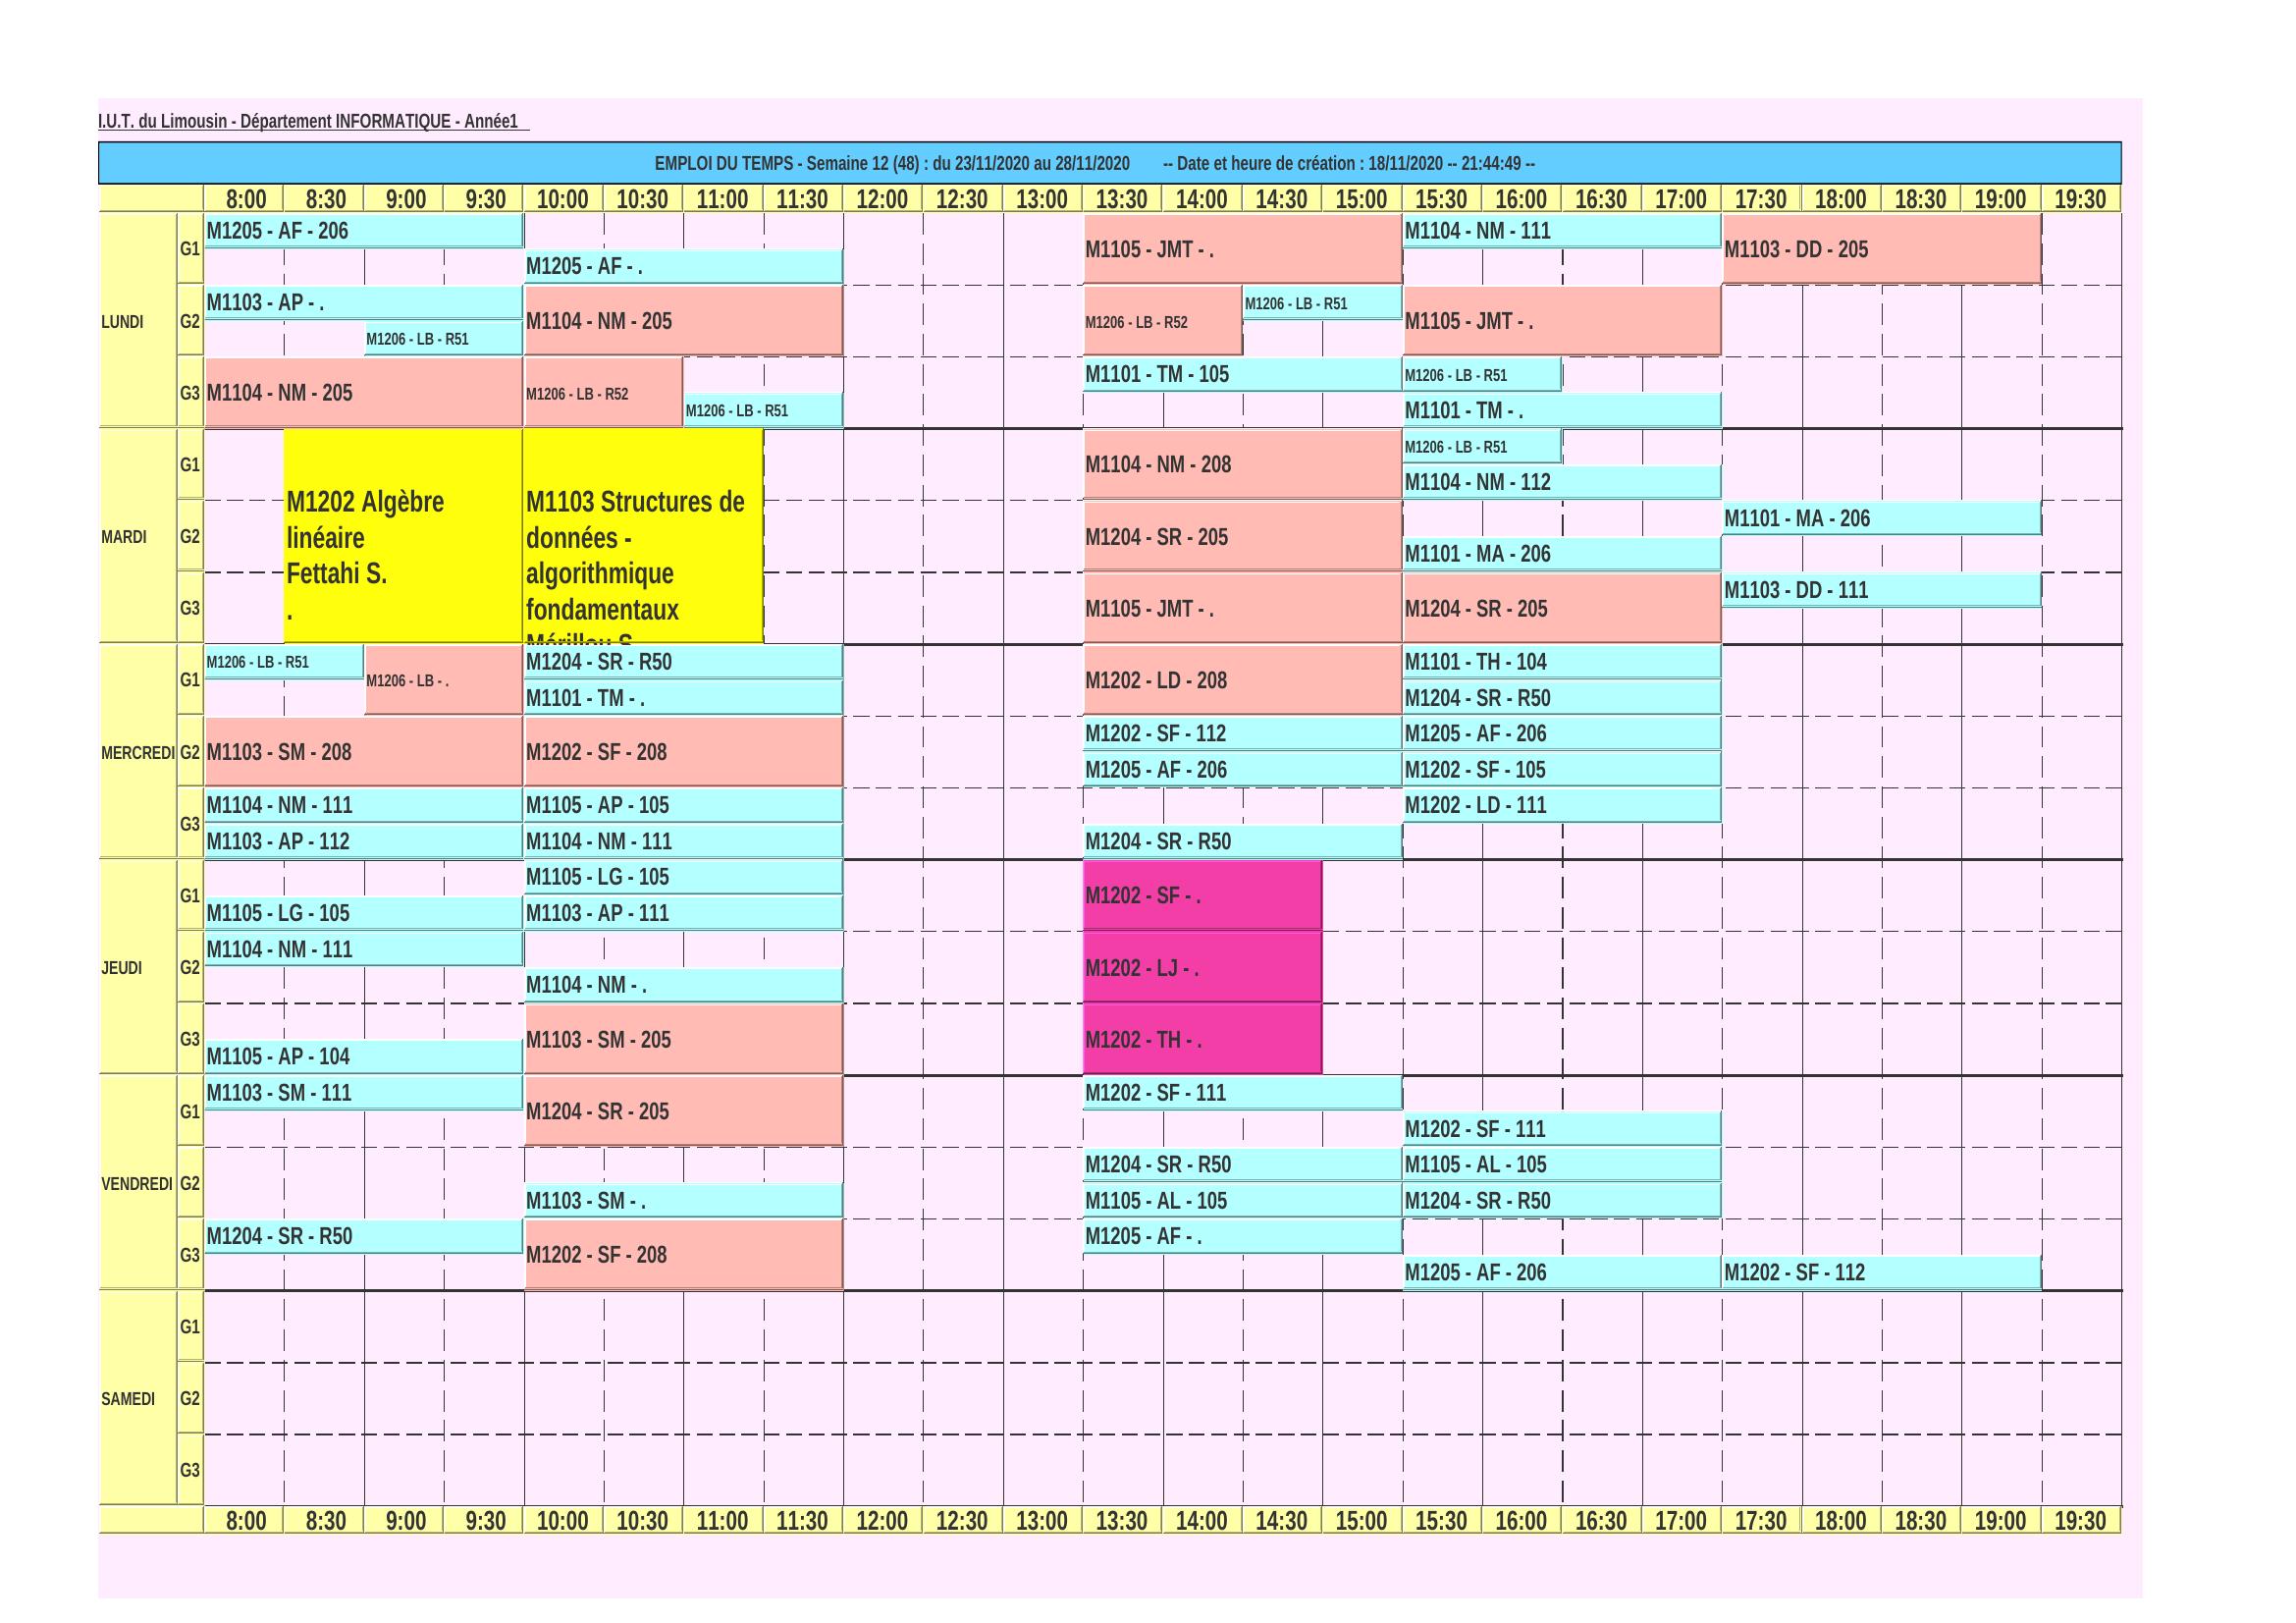 I.U.T. du Limousin - Département INFORMATIQUE - Année1
EMPLOI DU TEMPS - Semaine 12 (48) : du 23/11/2020 au 28/11/2020 -- Date et heure de création : 18/11/2020 -- 21:44:49 --
8:00 8:30 9:00 9:30 10:00 10:30 11:00 11:30 12:00 12:30 13:00 13:30 14:00 14:30 15:00 15:30 16:00 16:30 17:00 17:30 18:00 18:30 19:00 19:30
LUNDI
G1
M1205 - AF - 206
M1205 - AF - .
M1105 - JMT - .
M1104 - NM - 111
M1103 - DD - 205
G2
M1103 - AP - .
M1206 - LB - R51
M1104 - NM - 205
M1206 - LB - R52
M1206 - LB - R51
M1105 - JMT - .
G3
M1104 - NM - 205
M1206 - LB - R52
M1206 - LB - R51
M1101 - TM - 105
M1206 - LB - R51
M1101 - TM - .
MARDI
M1202 Algèbre
linéaire
Fettahi S.
.
M1103 Structures de
données -
algorithmique
fondamentaux
Mérillou S.
G1
M1104 - NM - 208
M1206 - LB - R51
M1104 - NM - 112
G2
M1204 - SR - 205
M1101 - MA - 206
M1101 - MA - 206
G3
M1105 - JMT - .
M1204 - SR - 205
M1103 - DD - 111
MERCREDI
G1
M1206 - LB - R51
M1206 - LB - .
M1204 - SR - R50
M1101 - TM - .
M1202 - LD - 208
M1101 - TH - 104
M1204 - SR - R50
G2
M1103 - SM - 208
M1202 - SF - 208
M1202 - SF - 112
M1205 - AF - 206
M1205 - AF - 206
M1202 - SF - 105
G3
M1104 - NM - 111
M1103 - AP - 112
M1105 - AP - 105
M1104 - NM - 111
M1204 - SR - R50
M1202 - LD - 111
JEUDI
G1
M1105 - LG - 105
M1105 - LG - 105
M1103 - AP - 111
M1202 - SF - .
G2
M1104 - NM - 111
M1104 - NM - .
M1202 - LJ - .
G3
M1105 - AP - 104
M1103 - SM - 205
M1202 - TH - .
VENDREDI
G1
M1103 - SM - 111
M1204 - SR - 205
M1202 - SF - 111
M1202 - SF - 111
G2
M1103 - SM - .
M1204 - SR - R50
M1105 - AL - 105
M1105 - AL - 105
M1204 - SR - R50
G3
M1204 - SR - R50
M1202 - SF - 208
M1205 - AF - .
M1205 - AF - 206
M1202 - SF - 112
SAMEDI
G1
G2
G3
8:00 8:30 9:00 9:30 10:00 10:30 11:00 11:30 12:00 12:30 13:00 13:30 14:00 14:30 15:00 15:30 16:00 16:30 17:00 17:30 18:00 18:30 19:00 19:30